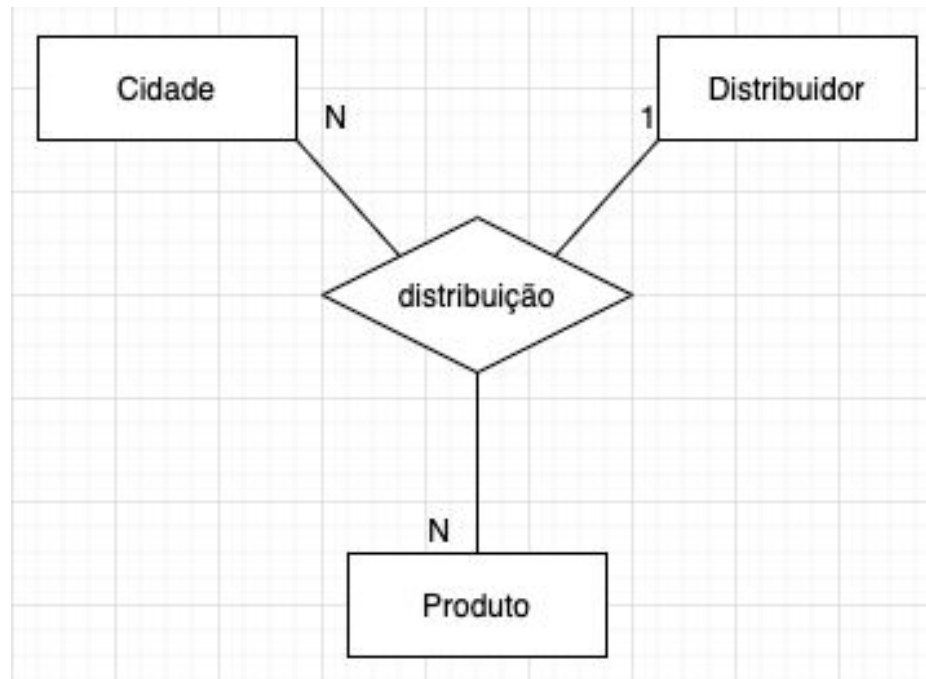 Cidade
Distribuidor
N
1
distribuição
N
Produto